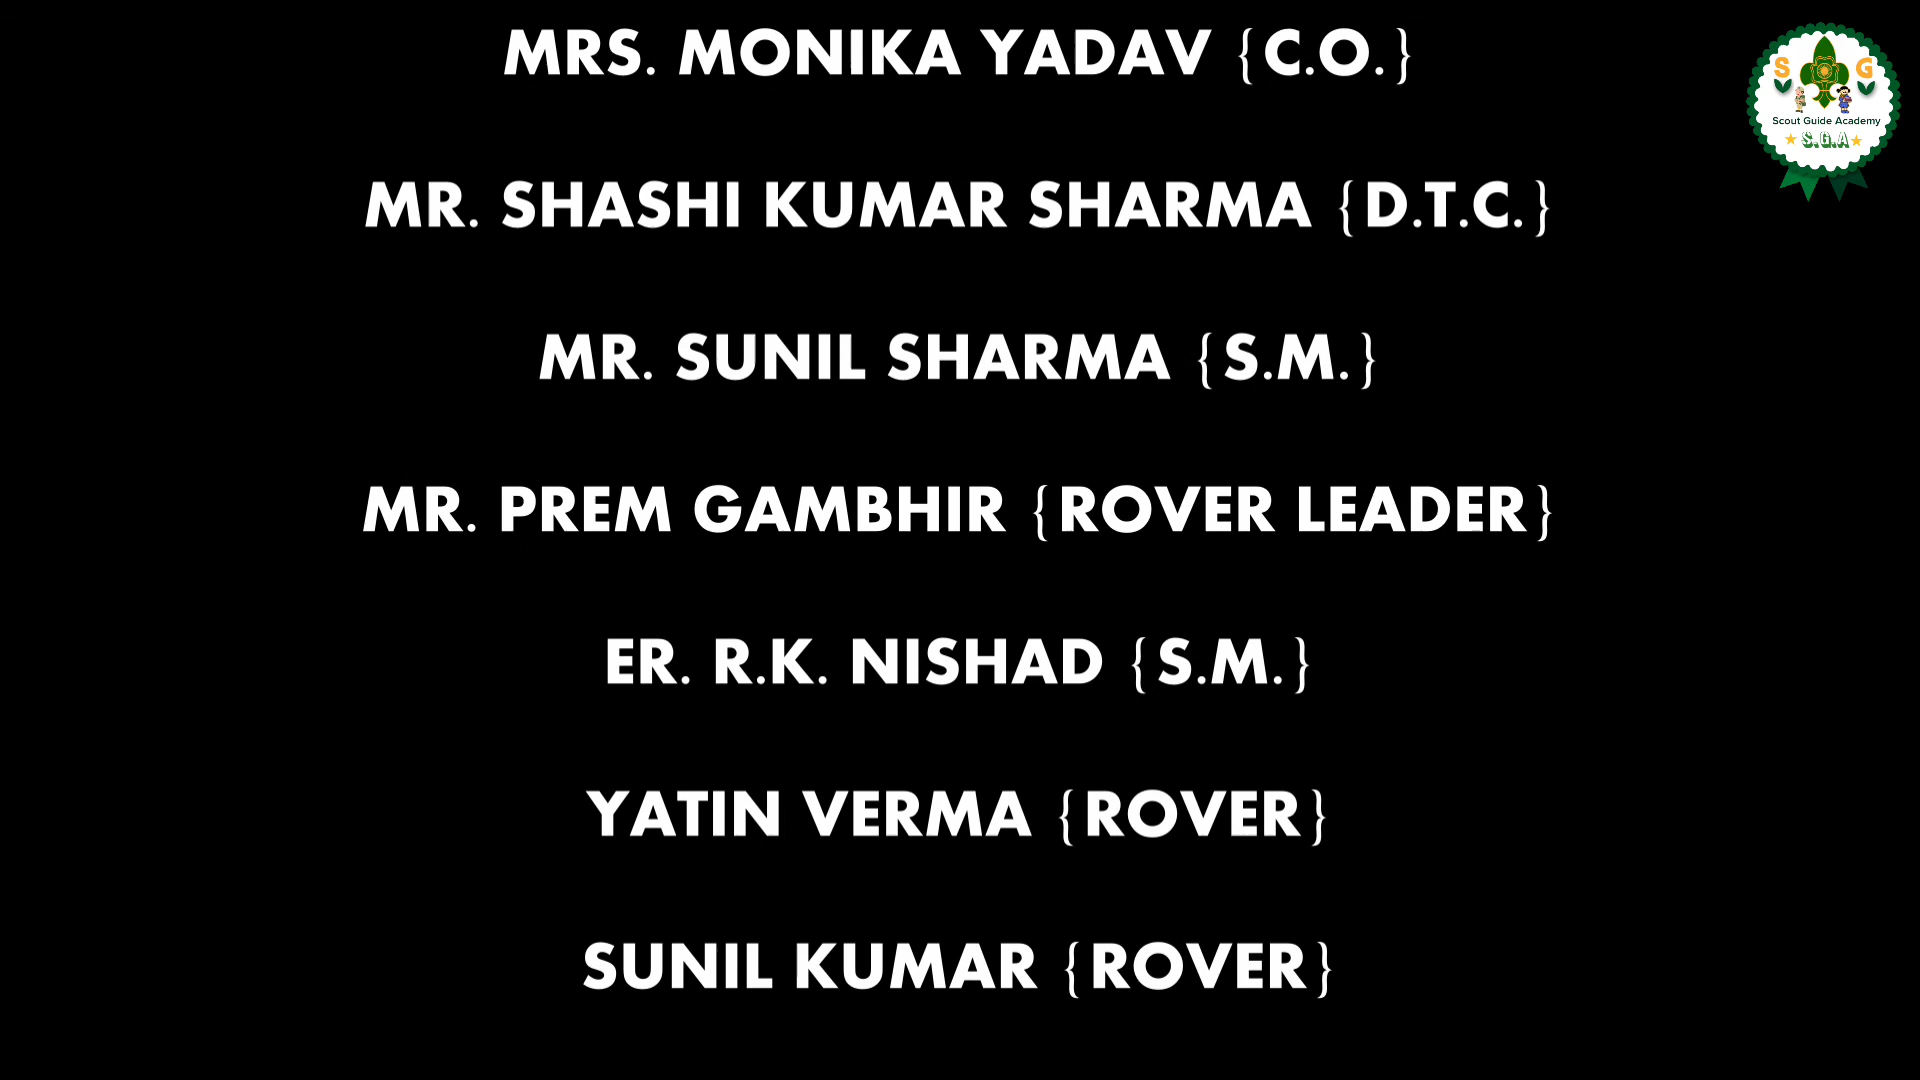 MRS. MONIKA YADAV {C.O.}
MR. SHASHI KUMAR SHARMA {D.T.C.}
MR. SUNIL SHARMA {S.M.}
MR. PREM GAMBHIR {ROVER LEADER}
ER. R.K. NISHAD {S.M.}
YATIN VERMA {ROVER}
SUNIL KUMAR {ROVER}
S G
Scout Guide Academy
S.G.A